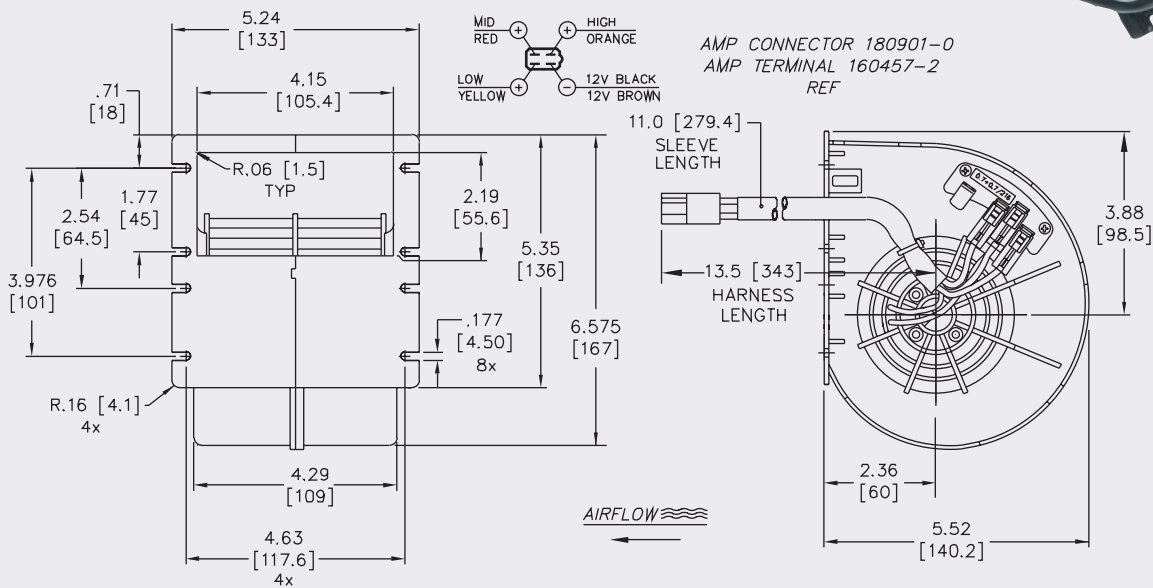 5.24
[133]
MID
RED
+
+
HIGH
ORANGE
LOW
YELLOW
+
−
12V BLACK
12V BROWN
AMP CONNECTOR 180901-0
AMP TERMINAL 160457-2
REF
4.15
[105.4]
.71
[18]
11.0 [279.4]
SLEEVE
LENGTH
R.06 [1.5]
TYP
1.77
[45]
2.54
[64.5]
3.976
[101]
2.19
[55.6]
5.35
[136]
6.575
[167]
.177
[4.50]
8x
R.16 [4.1]
4x
4.29
[109]
4.63
[117.6]
4x
13.5 [343]
HARNESS
LENGTH
3.88
[98.5]
2.36
[60]
5.52
[140.2]
AIRFLOW